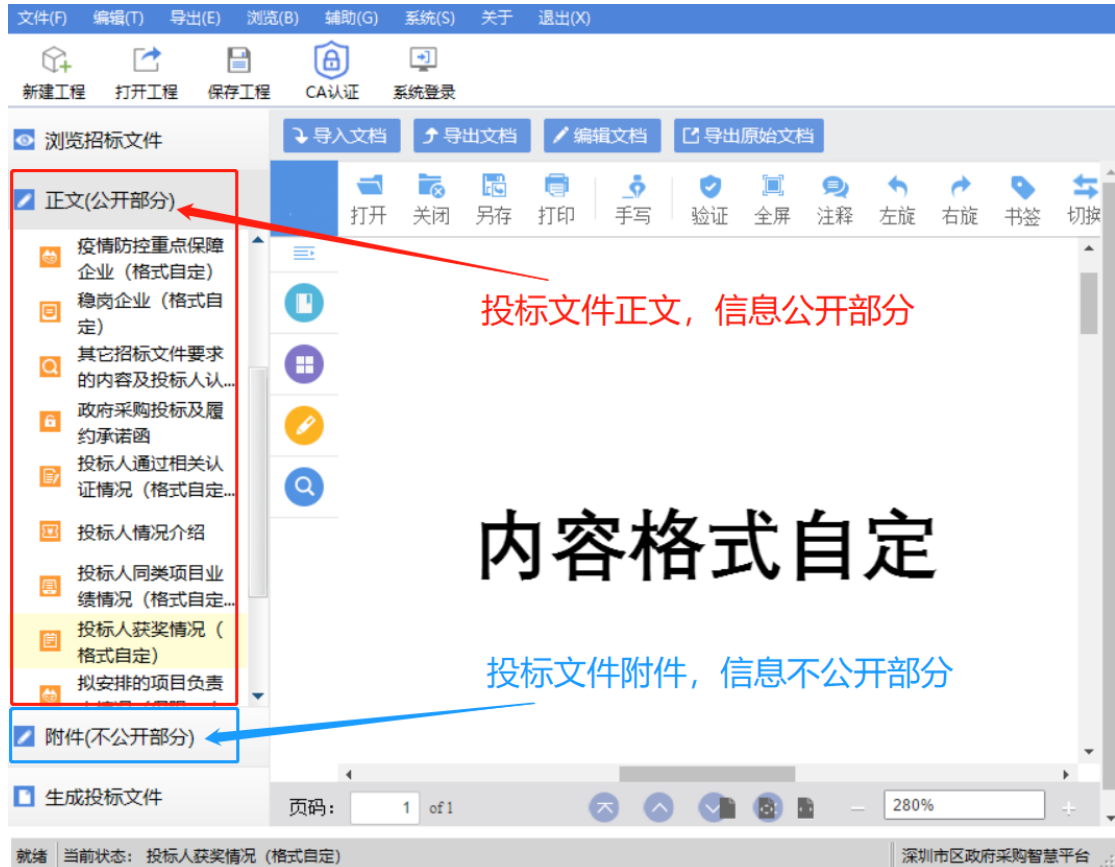 文件(F) 编辑(T) 导出(E) 浏览(B) 辅助(G) 系统(S) 关于 退出(X)
新建工程 打开工程 保存工程 CA认证 系统登录
浏览招标文件
导入文档 导出文档 编辑文档 导出原始文档
正文(公开部分)
打开 关闭 另存 打印 手写 验证 全屏 注释 左旋 右旋 书签 切换
疫情防控重点保障
企业（格式自定）
稳岗企业（格式自
定）
其它招标文件要求
的内容及投标人认...
政府采购投标及履
约承诺函
投标人通过相关认
证情况（格式自定...
投标人情况介绍
投标人同类项目业
绩情况（格式自定...
投标人获奖情况（
格式自定）
拟安排的项目负责
投标文件正文，信息公开部分
内容格式自定
投标文件附件，信息不公开部分
附件(不公开部分)
生成投标文件
页码: 1 of 1 280%
就绪 当前状态: 投标人获奖情况（格式自定） 深圳市区政府采购智慧平台